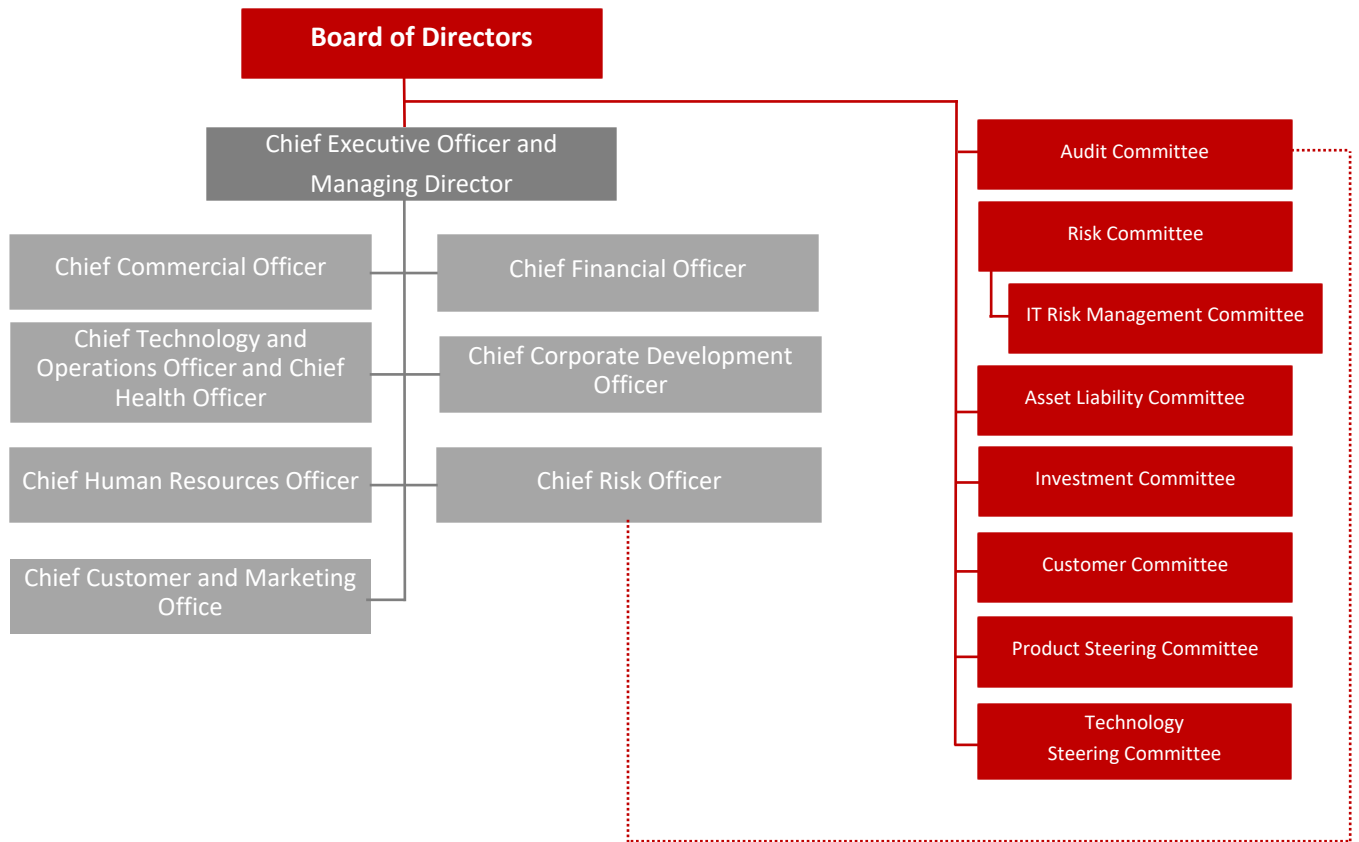 Board of Directors
Chief Executive Officer and
Managing Director
Chief Commercial Officer
Chief Financial Officer
Chief Technology and
Operations Officer and Chief
Health Officer
Chief Corporate Development
Officer
Chief Human Resources Officer
Chief Risk Officer
Chief Customer and Marketing
Office
Audit Committee
Risk Committee
IT Risk Management Committee
Asset Liability Committee
Investment Committee
Customer Committee
Product Steering Committee
Technology
Steering Committee